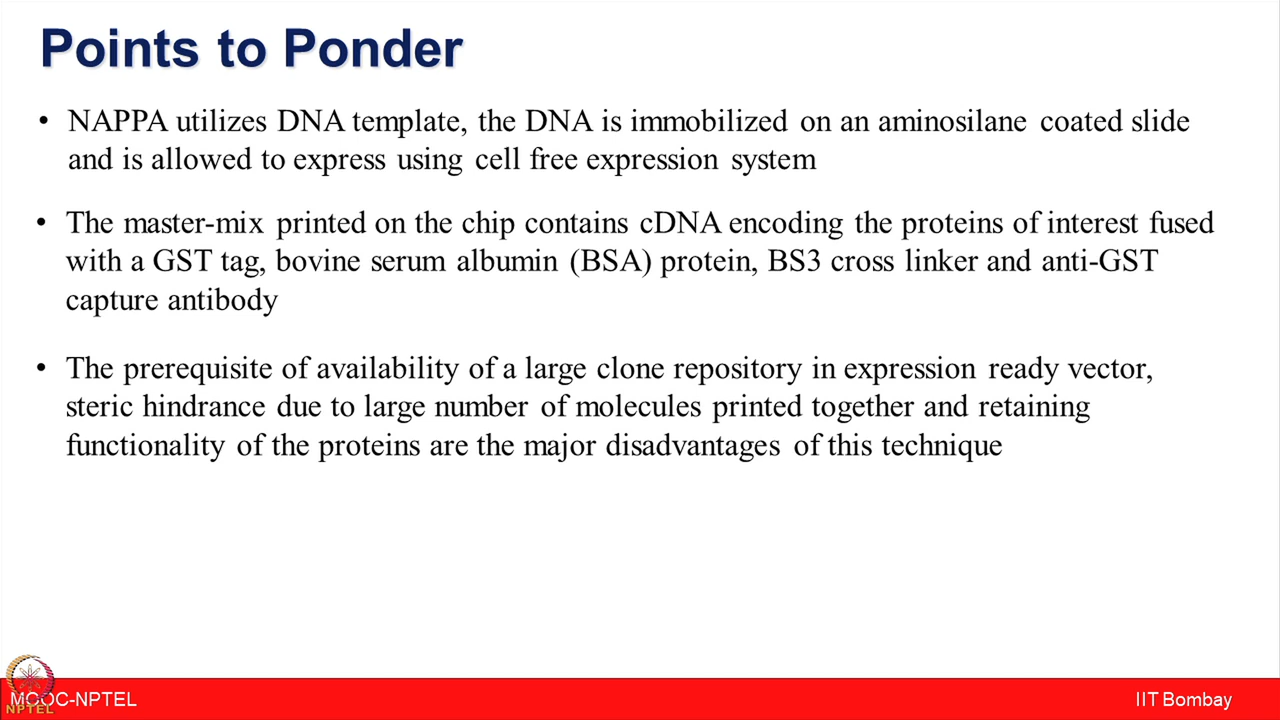 Points to Ponder
• NAPPA utilizes DNA template, the DNA is immobilized on an aminosilane coated slide
and is allowed to express using cell free expression system
• The master-mix printed on the chip contains cDNA encoding the proteins of interest fused
with a GST tag, bovine serum albumin (BSA) protein, BS3 cross linker and anti-GST
capture antibody
• The prerequisite of availability of a large clone repository in expression ready vector,
steric hindrance due to large number of molecules printed together and retaining
functionality of the proteins are the major disadvantages of this technique
MOOC-NPTEL
NPTEL
IIT Bombay